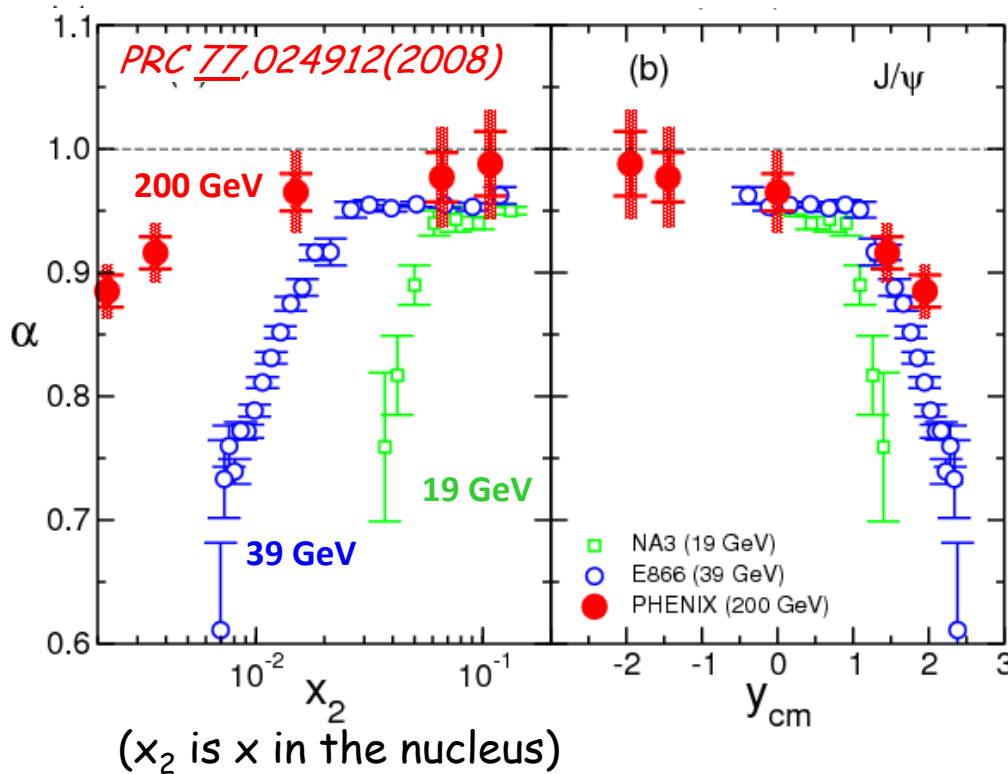 PRC 77,024912(2008)
(b)
J/ψ
1.1
1.0
0.9
0.8
0.7
0.6
α
200 GeV
39 GeV
19 GeV
NA3 (19 GeV)
E866 (39 GeV)
PHENIX (200 GeV)
10⁻² 10⁻¹
-2 -1 0 1 2 3
x₂
y_cm
(x₂ is x in the nucleus)